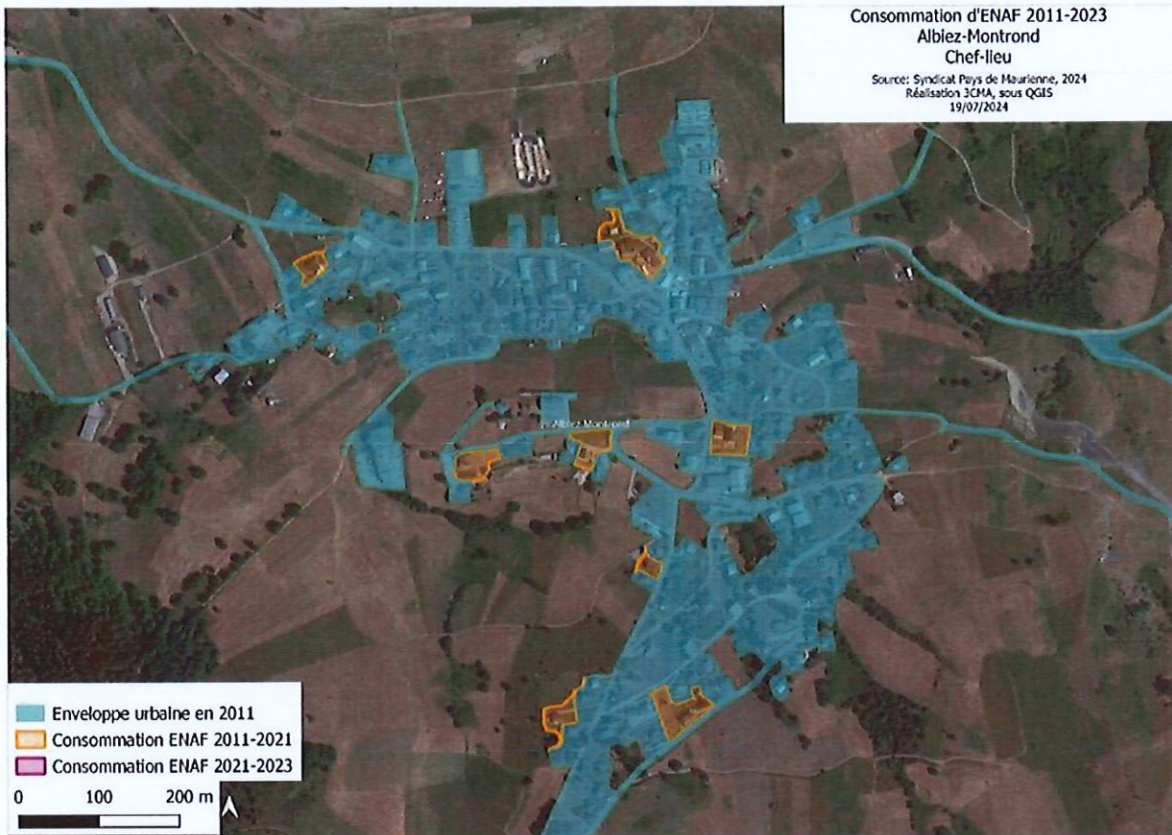 Consommation d'ENAF 2011-2023
Albiez-Montrond
Chef-lieu
Source: Syndicat Pays de Maurienne, 2024
Réalisation 3CMA, sous QGIS
19/07/2024
Albiez-Montrond
Enveloppe urbaine en 2011
Consommation ENAF 2011-2021
Consommation ENAF 2021-2023
0 100 200 m